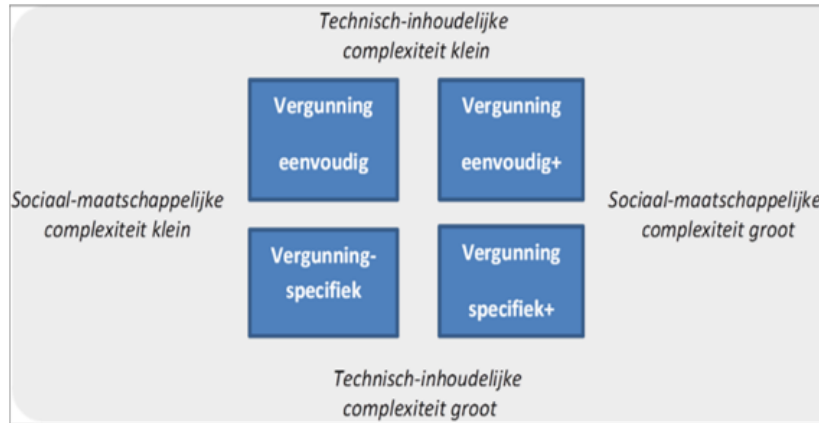 Technisch-inhoudelijke
complexiteit klein
Vergunning
eenvoudig
Vergunning
eenvoudig+
Sociaal-maatschappelijke
complexiteit klein
Sociaal-maatschappelijke
complexiteit groot
Vergunning-
specifiek
Vergunning
specifiek+
Technisch-inhoudelijke
complexiteit groot